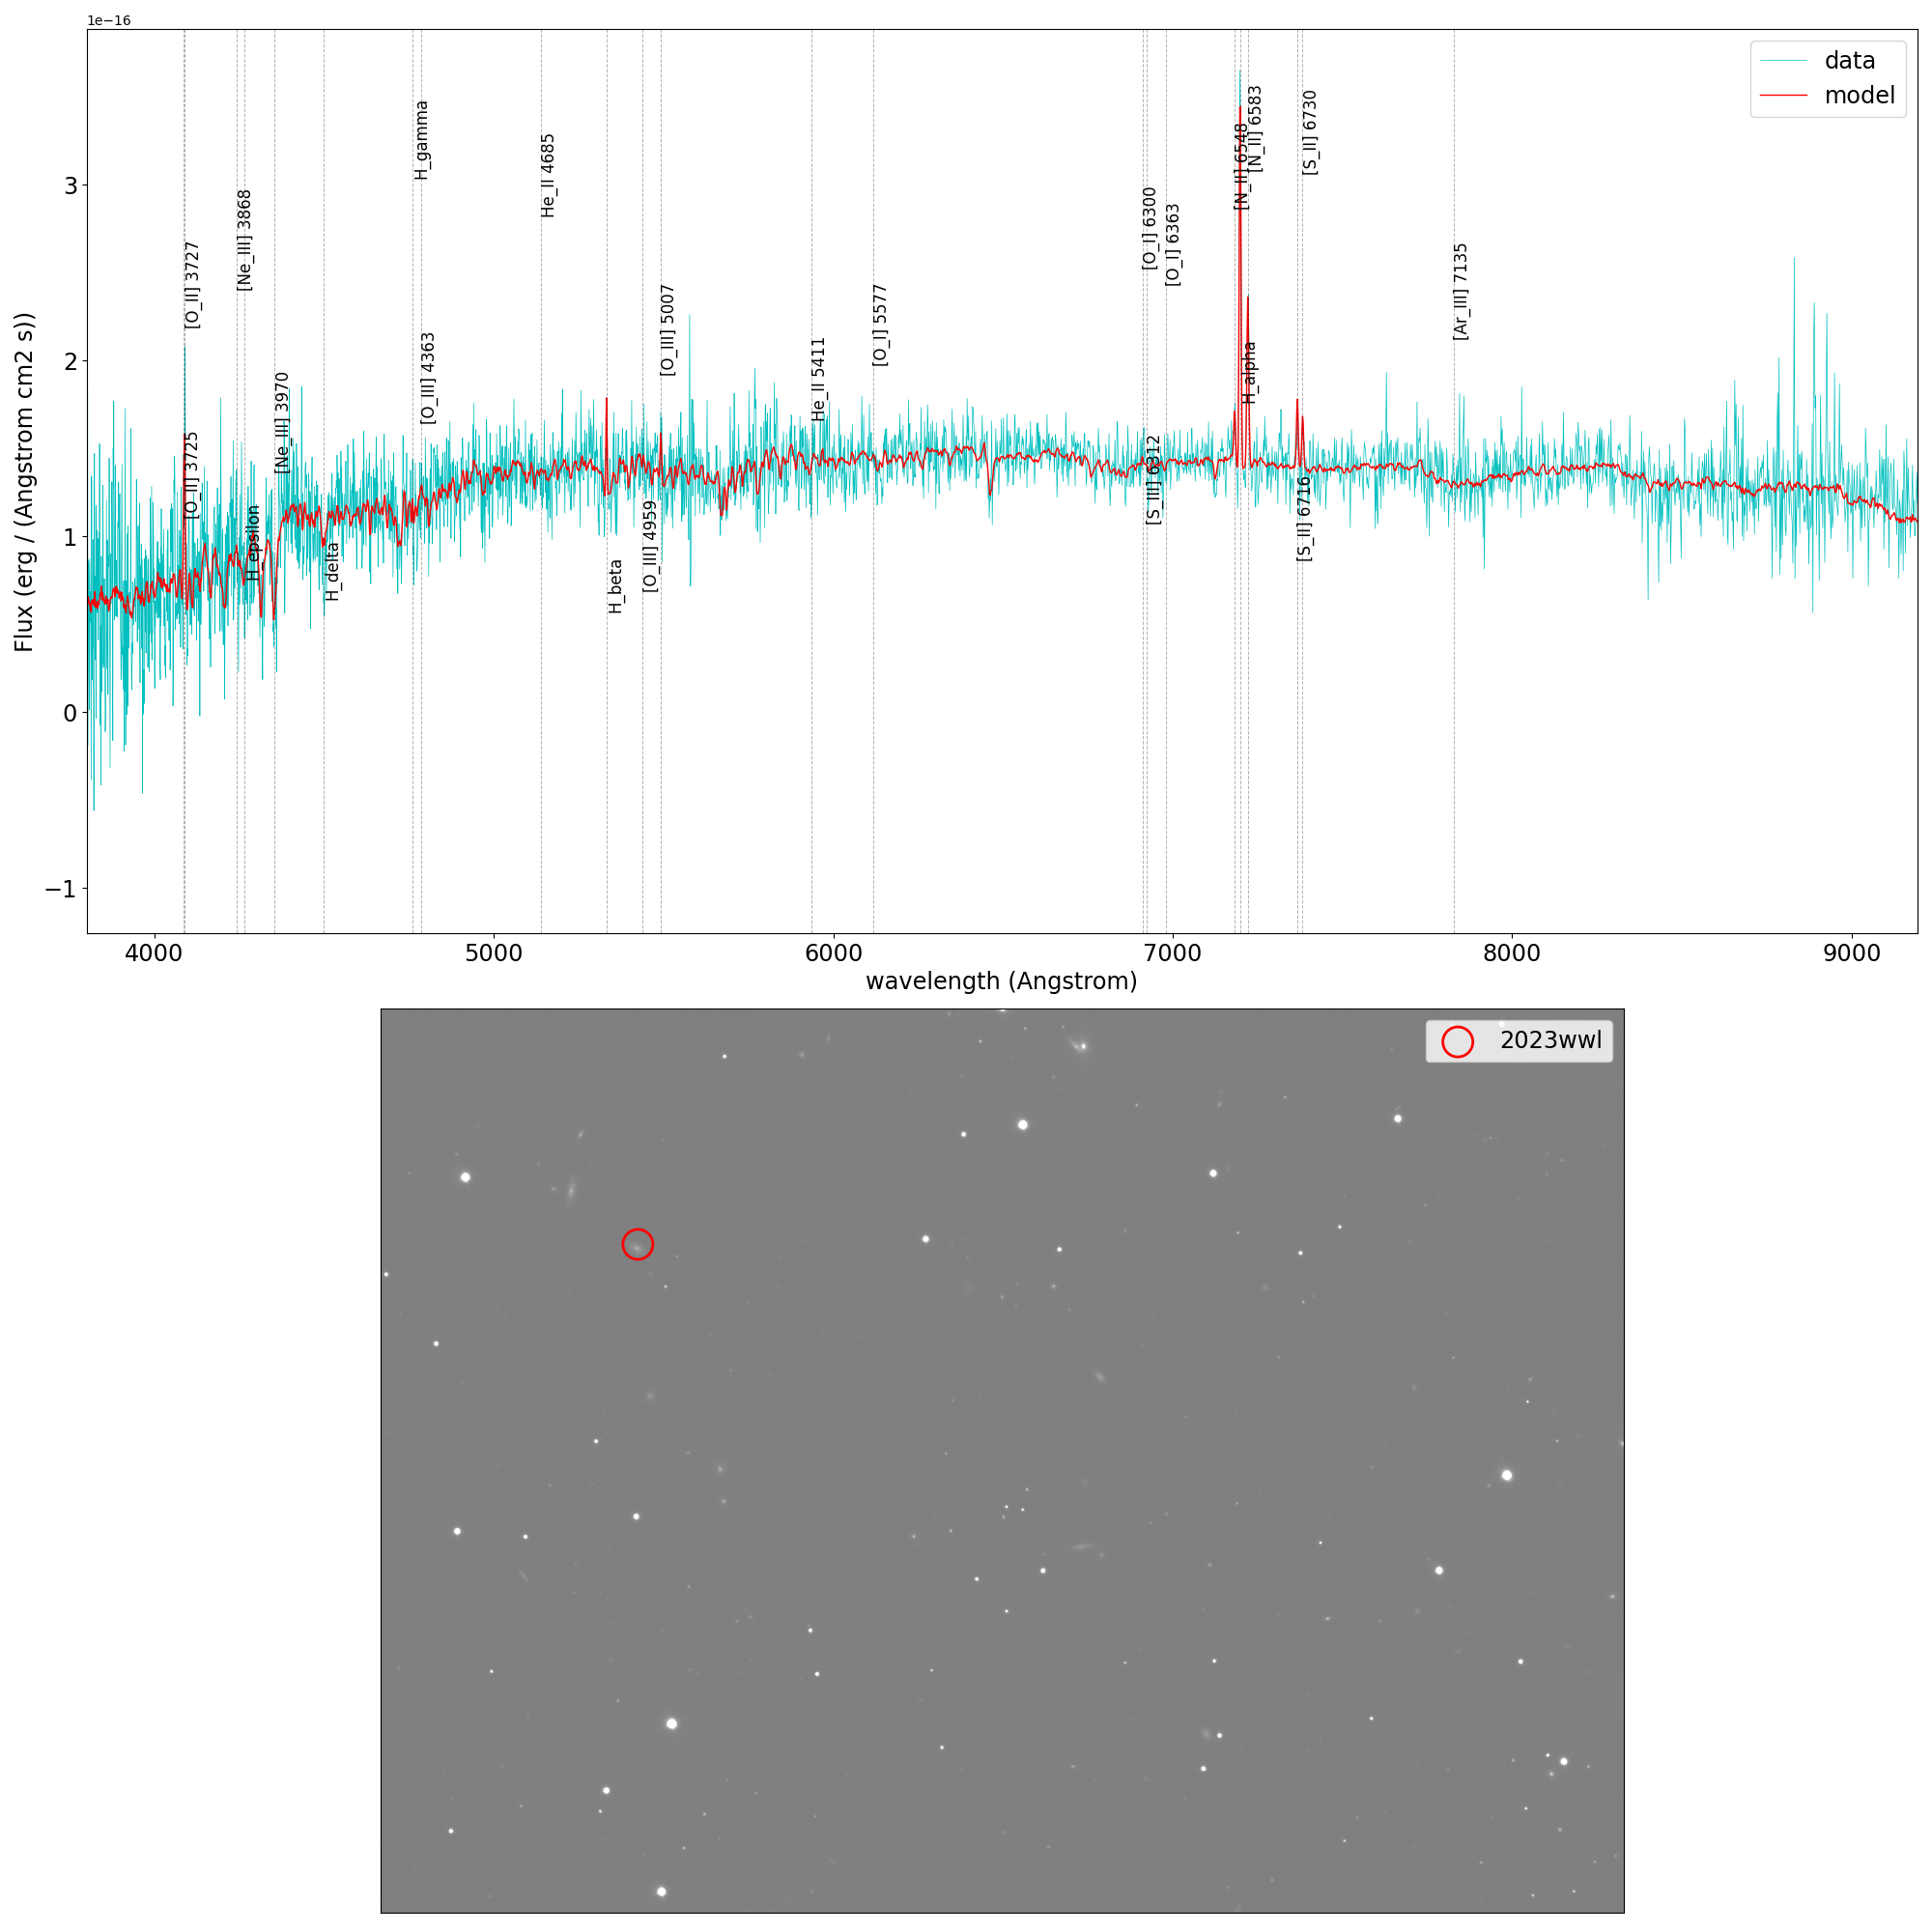 1e−16
data
model
H_gamma
[N_II] 6583
[S_II] 6730
[N_II] 6548
He_II 4685
[Ne_III] 3868
[O_I] 6300
[O_I] 6363
[O_II] 3727
[O_III] 5007
[O_I] 5577
[Ar_III] 7135
[O_III] 4363
He_II 5411
H_alpha
[Ne_III] 3970
[O_II] 3725
[S_III] 6312
[S_II] 6716
H_epsilon
[O_III] 4959
H_delta
H_beta
3
2
1
0
−1
Flux (erg / (Angstrom cm2 s))
4000 5000 6000 7000 8000 9000
wavelength (Angstrom)
2023wwl